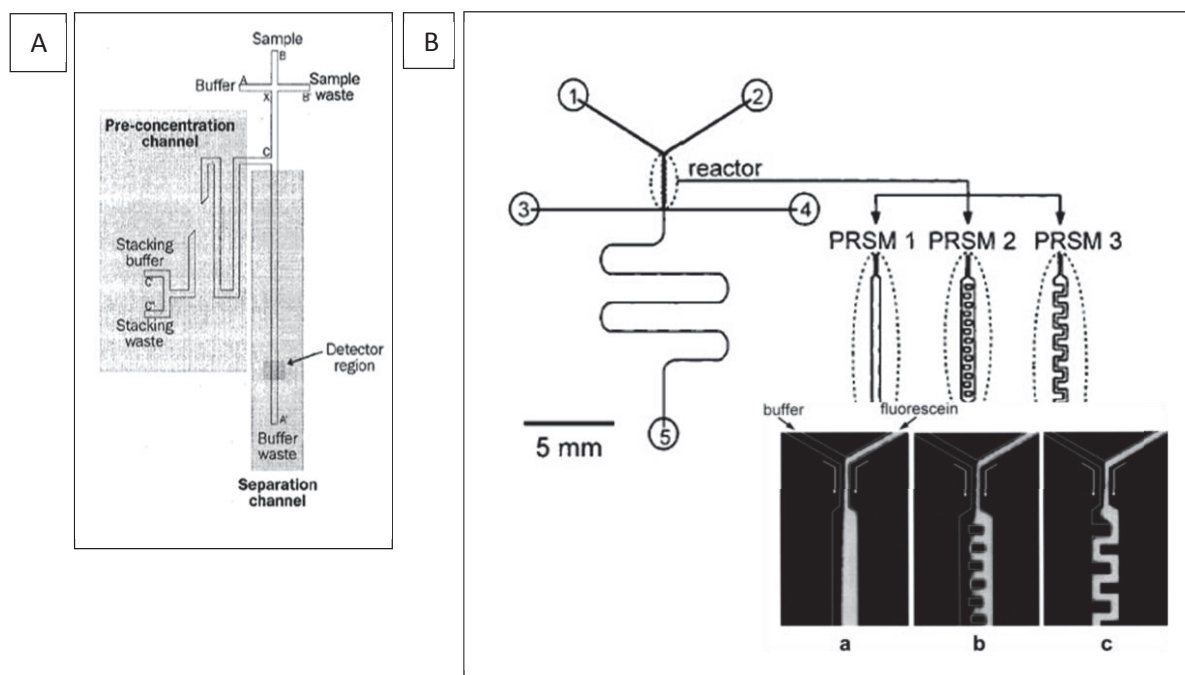 A
Sample
B
Buffer
A
Sample
waste
X
B'
Pre-concentration
channel
C
Stacking
buffer
C'
C"
Stacking
waste
Detector
region
A'
Buffer
waste
Separation
channel
B
1
2
reactor
3
4
PRSM 1
PRSM 2
PRSM 3
5
5 mm
buffer
fluorescein
a
b
c